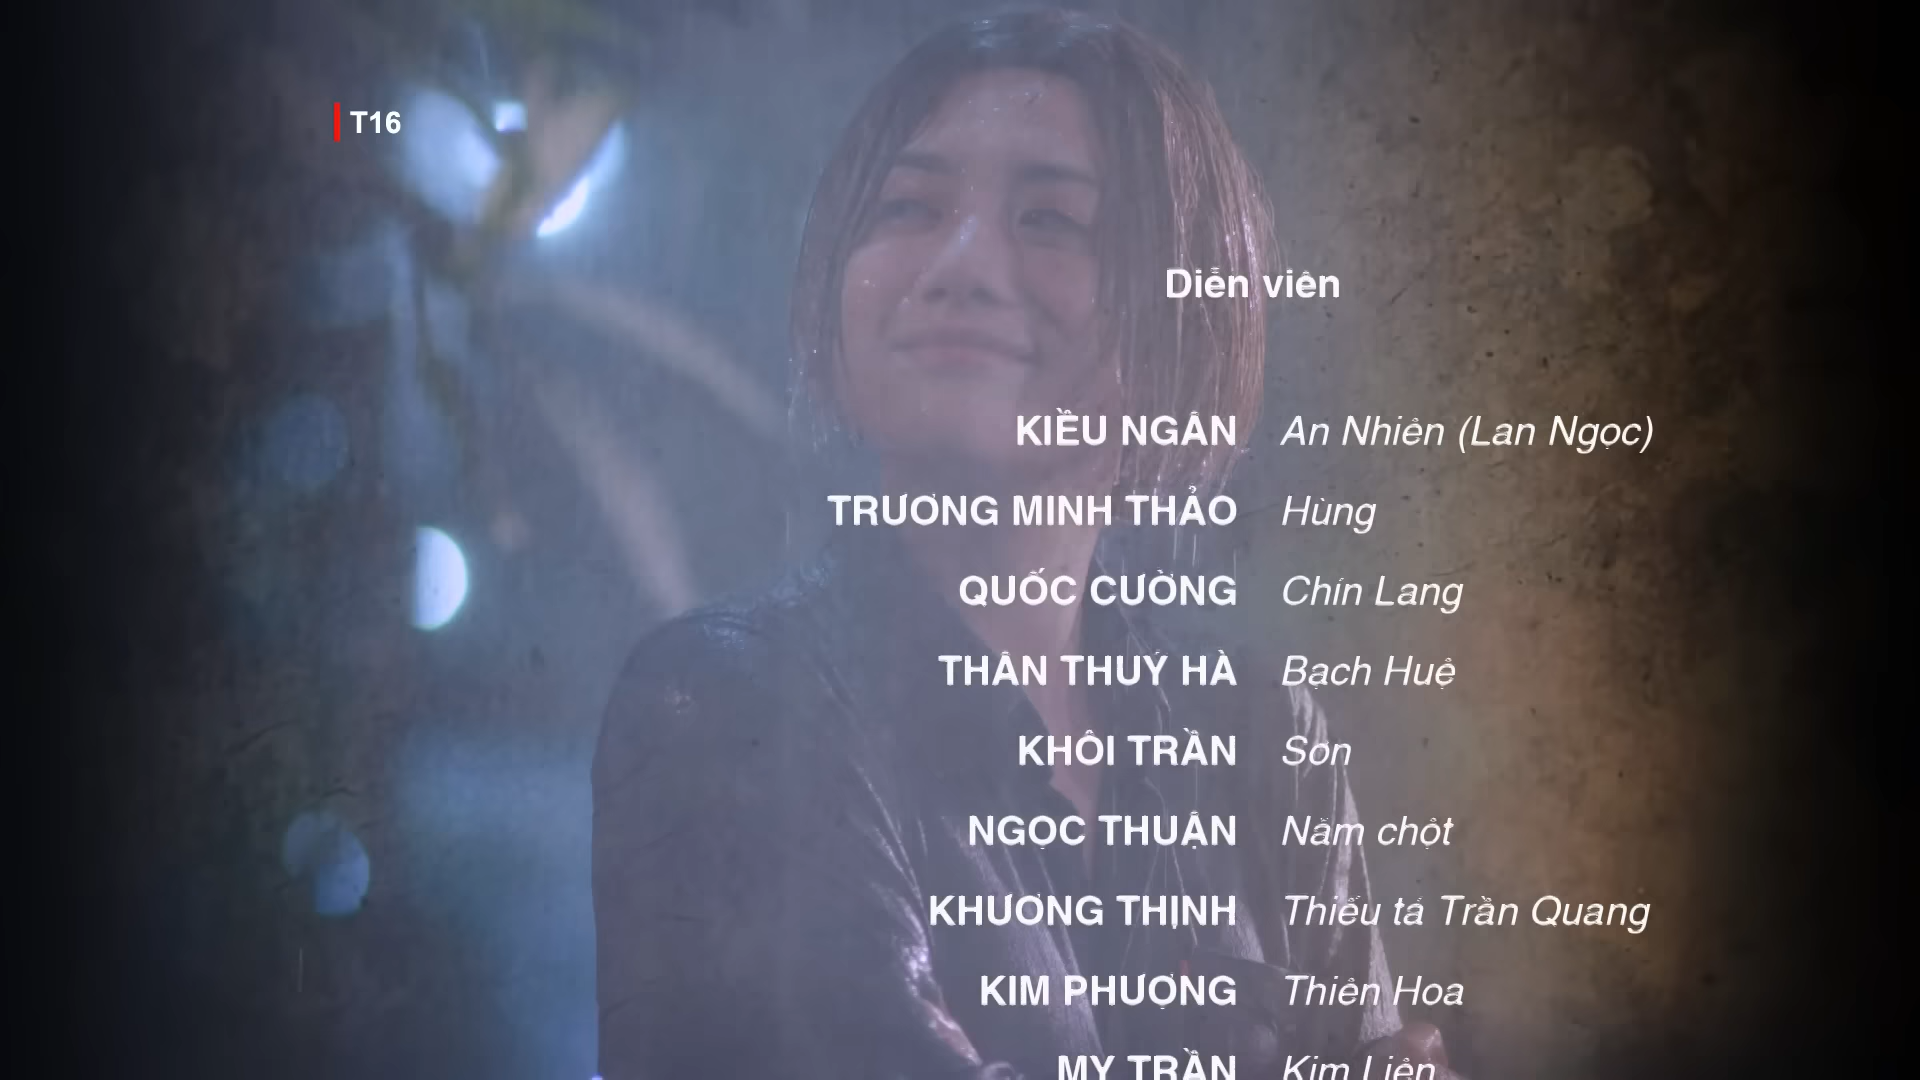 T16
Diễn viên
KIỀU NGÂN An Nhiên (Lan Ngọc)
TRƯƠNG MINH THẢO Hùng
QUỐC CƯỜNG Chín Lang
THÂN THUÝ HÀ Bạch Huệ
KHÔI TRẦN Sơn
NGỌC THUẬN Năm chột
KHƯƠNG THỊNH Thiếu tá Trần Quang
KIM PHƯỢNG Thiên Hoa
MY TRẦN Kim Liên